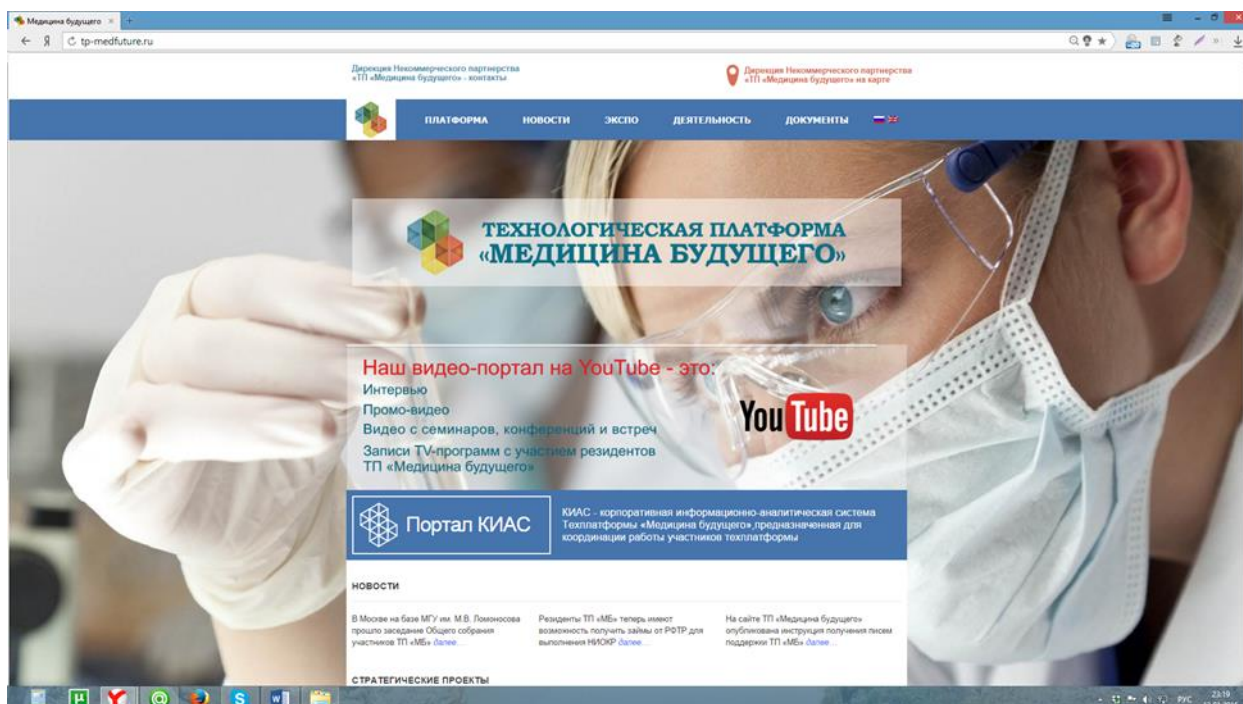 Медицина будущего
tp-medfuture.ru
Дирекция Некоммерческого партнерства
«ТП «Медицина будущего» - контакты
Дирекция Некоммерческого партнерства
«ТП «Медицина будущего» на карте
ПЛАТФОРМА НОВОСТИ ЭКСПО ДЕЯТЕЛЬНОСТЬ ДОКУМЕНТЫ
ТЕХНОЛОГИЧЕСКАЯ ПЛАТФОРМА
«МЕДИЦИНА БУДУЩЕГО»
Наш видео-портал на YouTube - это:
Интервью
Промо-видео
Видео с семинаров, конференций и встреч
Записи TV-программ с участием резидентов
ТП «Медицина будущего»
YouTube
Портал КИАС
КИАС - корпоративная информационно-аналитическая система
Техплатформы «Медицина будущего»,предназначенная для
координации работы участников техплатформы
НОВОСТИ
В Москве на базе МГУ им. М.В. Ломоносова
прошло заседание Общего собрания
участников ТП «МБ» далее...
Резиденты ТП «МБ» теперь имеют
возможность получить займы от РФТР для
выполнения НИОКР далее...
На сайте ТП «Медицина будущего»
опубликована инструкция получения писем
поддержки ТП «МБ» далее...
СТРАТЕГИЧЕСКИЕ ПРОЕКТЫ
РУС
23:19